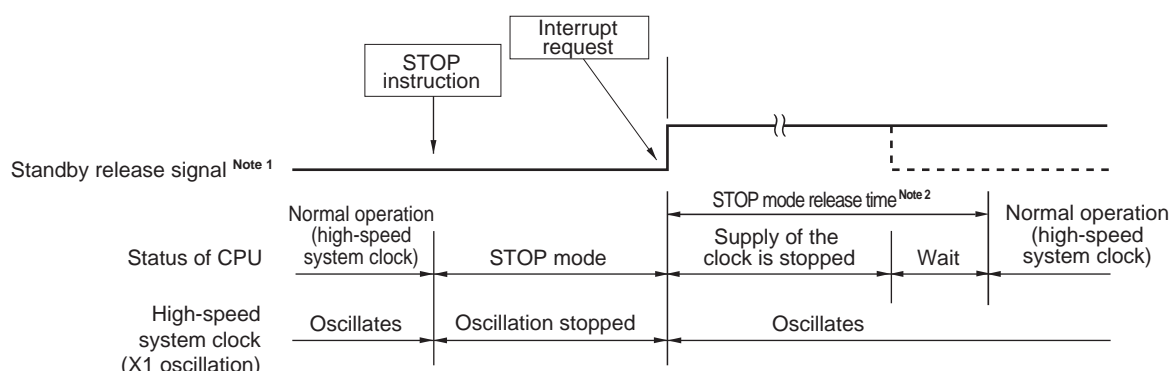 Interrupt
request
STOP
instruction
Standby release signal Note 1
STOP mode release time Note 2
Normal operation
(high-speed
system clock)
Supply of the
clock is stopped
Normal operation
(high-speed
system clock)
Status of CPU
STOP mode
Wait
High-speed
system clock
(X1 oscillation)
Oscillates
Oscillation stopped
Oscillates